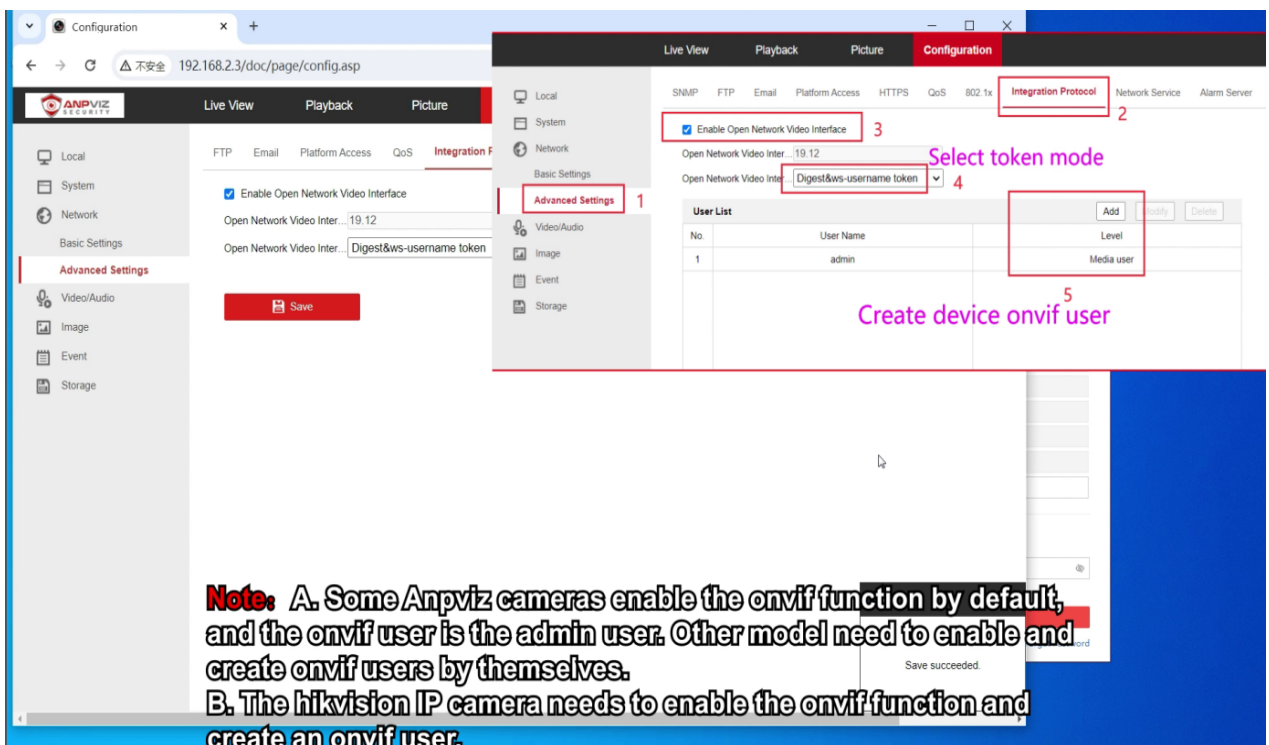 Configuration
不安全 192.168.2.3/doc/page/config.asp
ANPVIZ
SECURITY
Live View Playback Picture
Local
System
Network
Basic Settings
Advanced Settings
Video/Audio
Image
Event
Storage
FTP Email Platform Access QoS Integration P
Enable Open Network Video Interface
Open Network Video Inter... 19.12
Open Network Video Inter... Digest&ws-username token
Save
Live View Playback Picture Configuration
Local
System
Network
Basic Settings
Advanced Settings 1
Video/Audio
Image
Event
Storage
SNMP FTP Email Platform Access HTTPS QoS 802.1x Integration Protocol Network Service Alarm Server
2
Enable Open Network Video Interface 3
Open Network Video Inter... 19.12
Select token mode
Open Network Video Inter... Digest&ws-username token 4
User List Add Modify Delete
No. User Name Level
1 admin Media user
5
Create device onvif user
Note: A. Some Anpviz cameras enable the onvif function by default,
and the onvif user is the admin user. Other model need to enable and
create onvif users by themselves.
Save succeeded.
B. The hikvision IP camera needs to enable the onvif function and
create an onvif user.